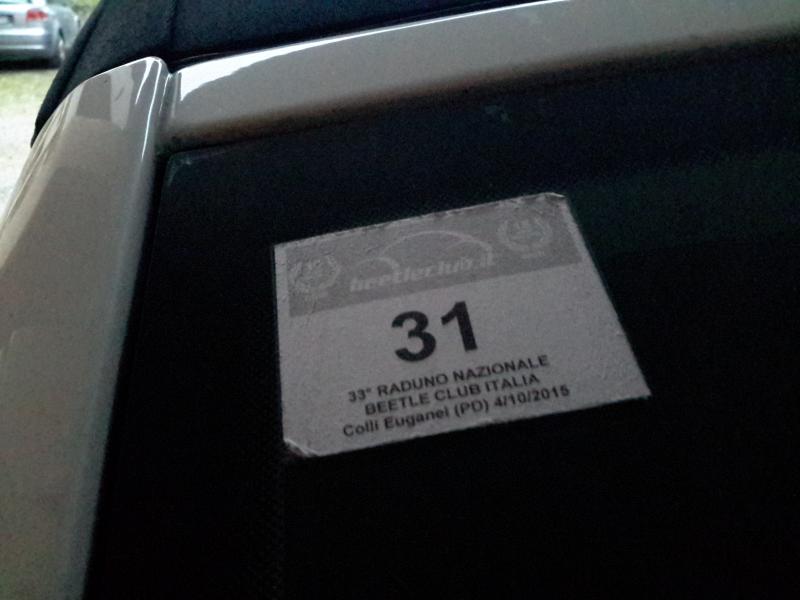 beetleclub.it
31
33° RADUNO NAZIONALE
BEETLE CLUB ITALIA
Colli Euganei (PD) 4/10/2015